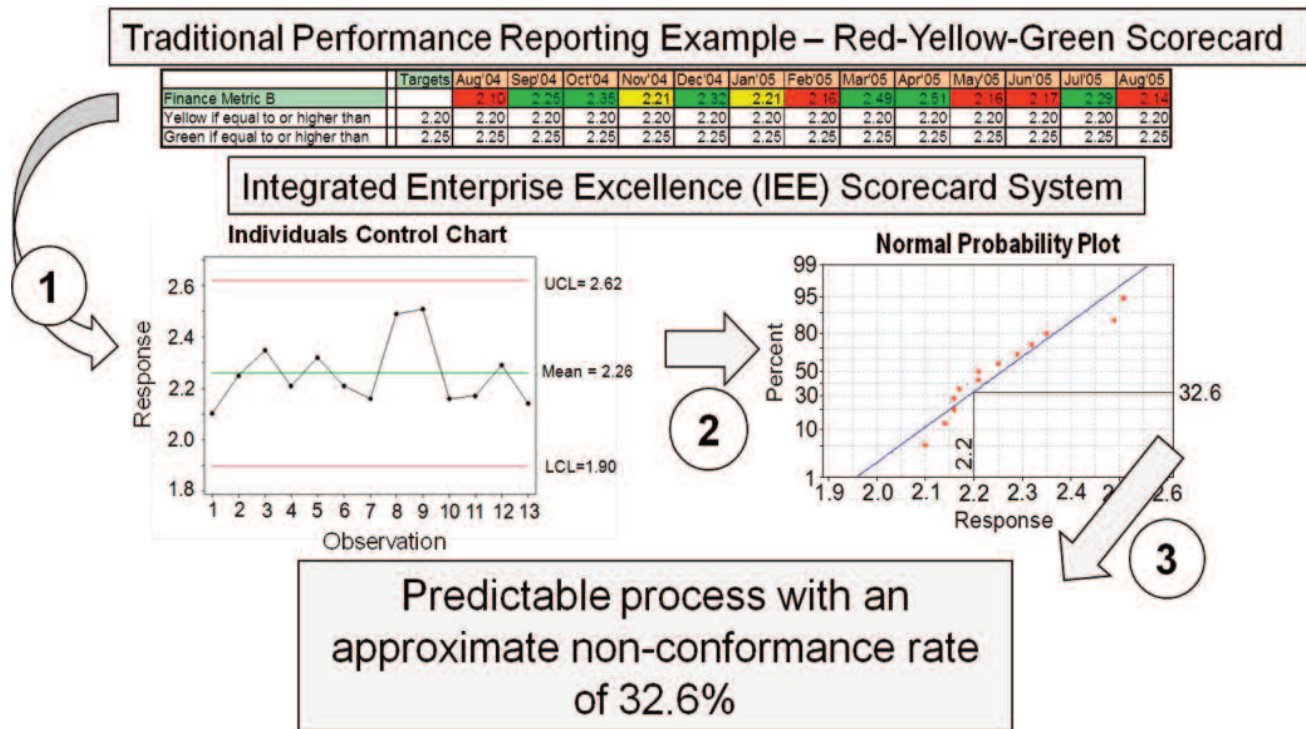 Traditional Performance Reporting Example – Red-Yellow-Green Scorecard
Targets Aug'04 Sep'04 Oct'04 Nov'04 Dec'04 Jan'05 Feb'05 Mar'05 Apr'05 May'05 Jun'05 Jul'05 Aug'05
Finance Metric B 2.10 2.25 2.35 2.21 2.32 2.21 2.16 2.49 2.51 2.16 2.17 2.29 2.14
Yellow if equal to or higher than 2.20 2.20 2.20 2.20 2.20 2.20 2.20 2.20 2.20 2.20 2.20 2.20 2.20 2.20
Green if equal to or higher than 2.25 2.25 2.25 2.25 2.25 2.25 2.25 2.25 2.25 2.25 2.25 2.25 2.25 2.25
Integrated Enterprise Excellence (IEE) Scorecard System
1
Individuals Control Chart
Response
2.6
2.4
2.2
2.0
1.8
UCL= 2.62
Mean = 2.26
LCL=1.90
1 2 3 4 5 6 7 8 9 10 11 12 13
Observation
2
Normal Probability Plot
Percent
99
95
80
50
30
10
1
32.6
2.2
1.9 2.0 2.1 2.2 2.3 2.4 2.6
Response
3
Predictable process with an
approximate non-conformance rate
of 32.6%